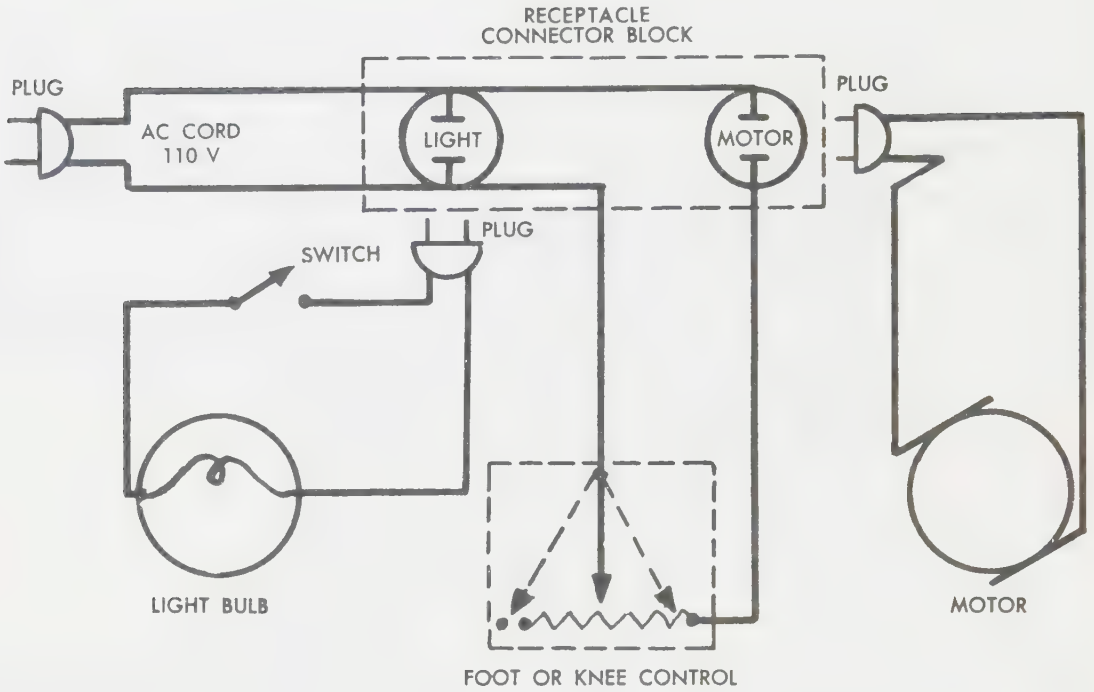 RECEPTACLE
CONNECTOR BLOCK
PLUG
PLUG
AC CORD
110 V
LIGHT
MOTOR
PLUG
SWITCH
LIGHT BULB
MOTOR
FOOT OR KNEE CONTROL